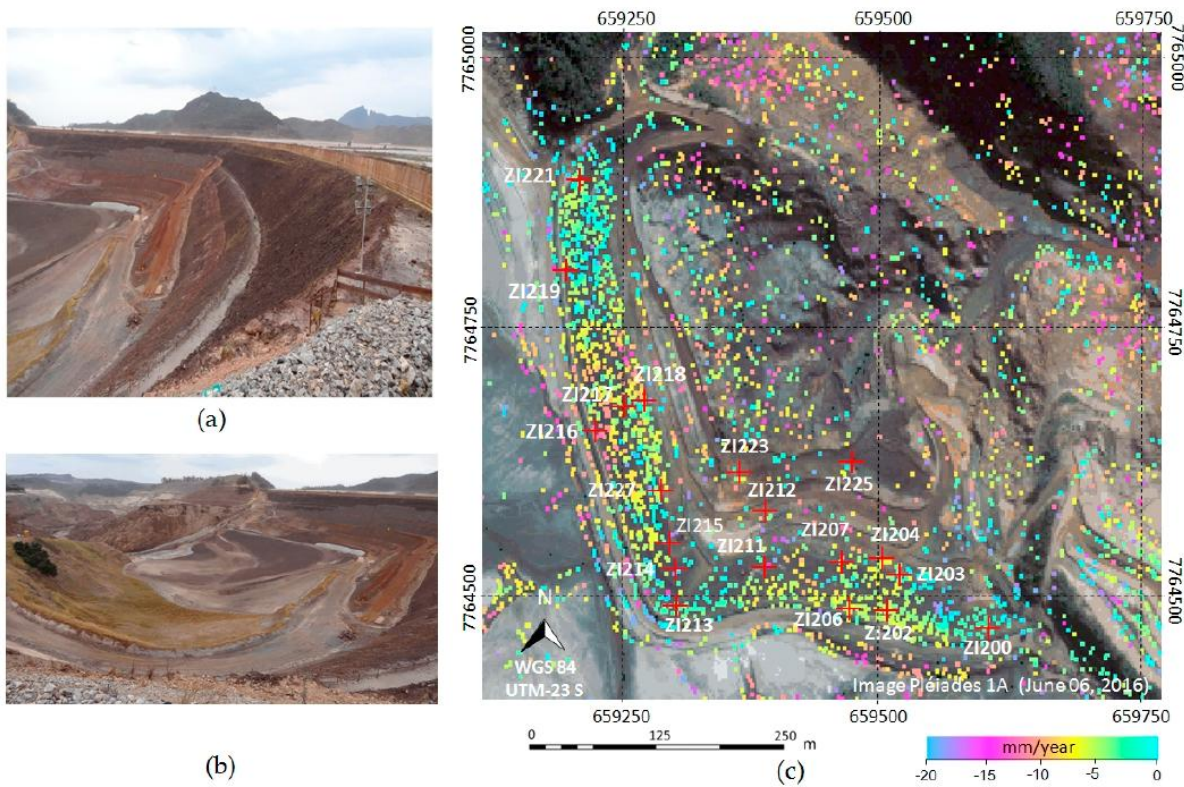 659250 659500 659750
7765000 7765000
ZI221
ZI219
7764750 7764750
ZI218
ZI217
ZI216
(a)
ZI223
ZI227
ZI225
ZI212
ZI207
ZI204
ZI215
ZI211
ZI214
ZI203
7764500 7764500
N
ZI213
ZI206
ZI202
ZI200
WGS 84
UTM-23 S
Image Pléiades 1A (June 06, 2016)
659250 659500 659750
0 125 250
m
mm/year
-20 -15 -10 -5 0
(b)
(c)